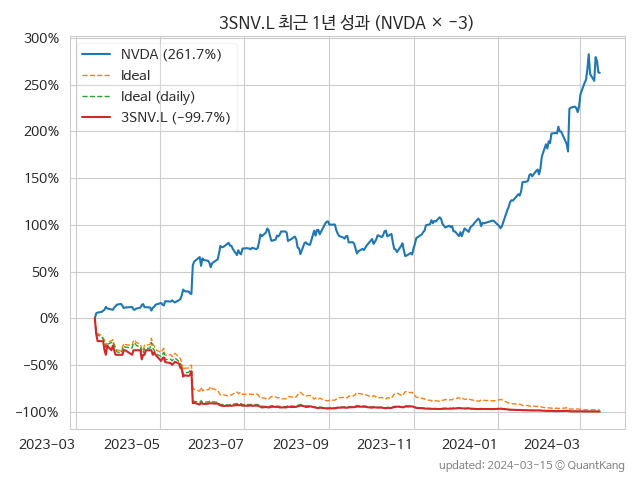 3SNV.L 최근 1년 성과 (NVDA × −3)
300%
250%
200%
150%
100%
50%
0%
−50%
−100%
NVDA (261.7%)
Ideal
Ideal (daily)
3SNV.L (−99.7%)
2023-03 2023-05 2023-07 2023-09 2023-11 2024-01 2024-03
updated: 2024-03-15 © QuantKang